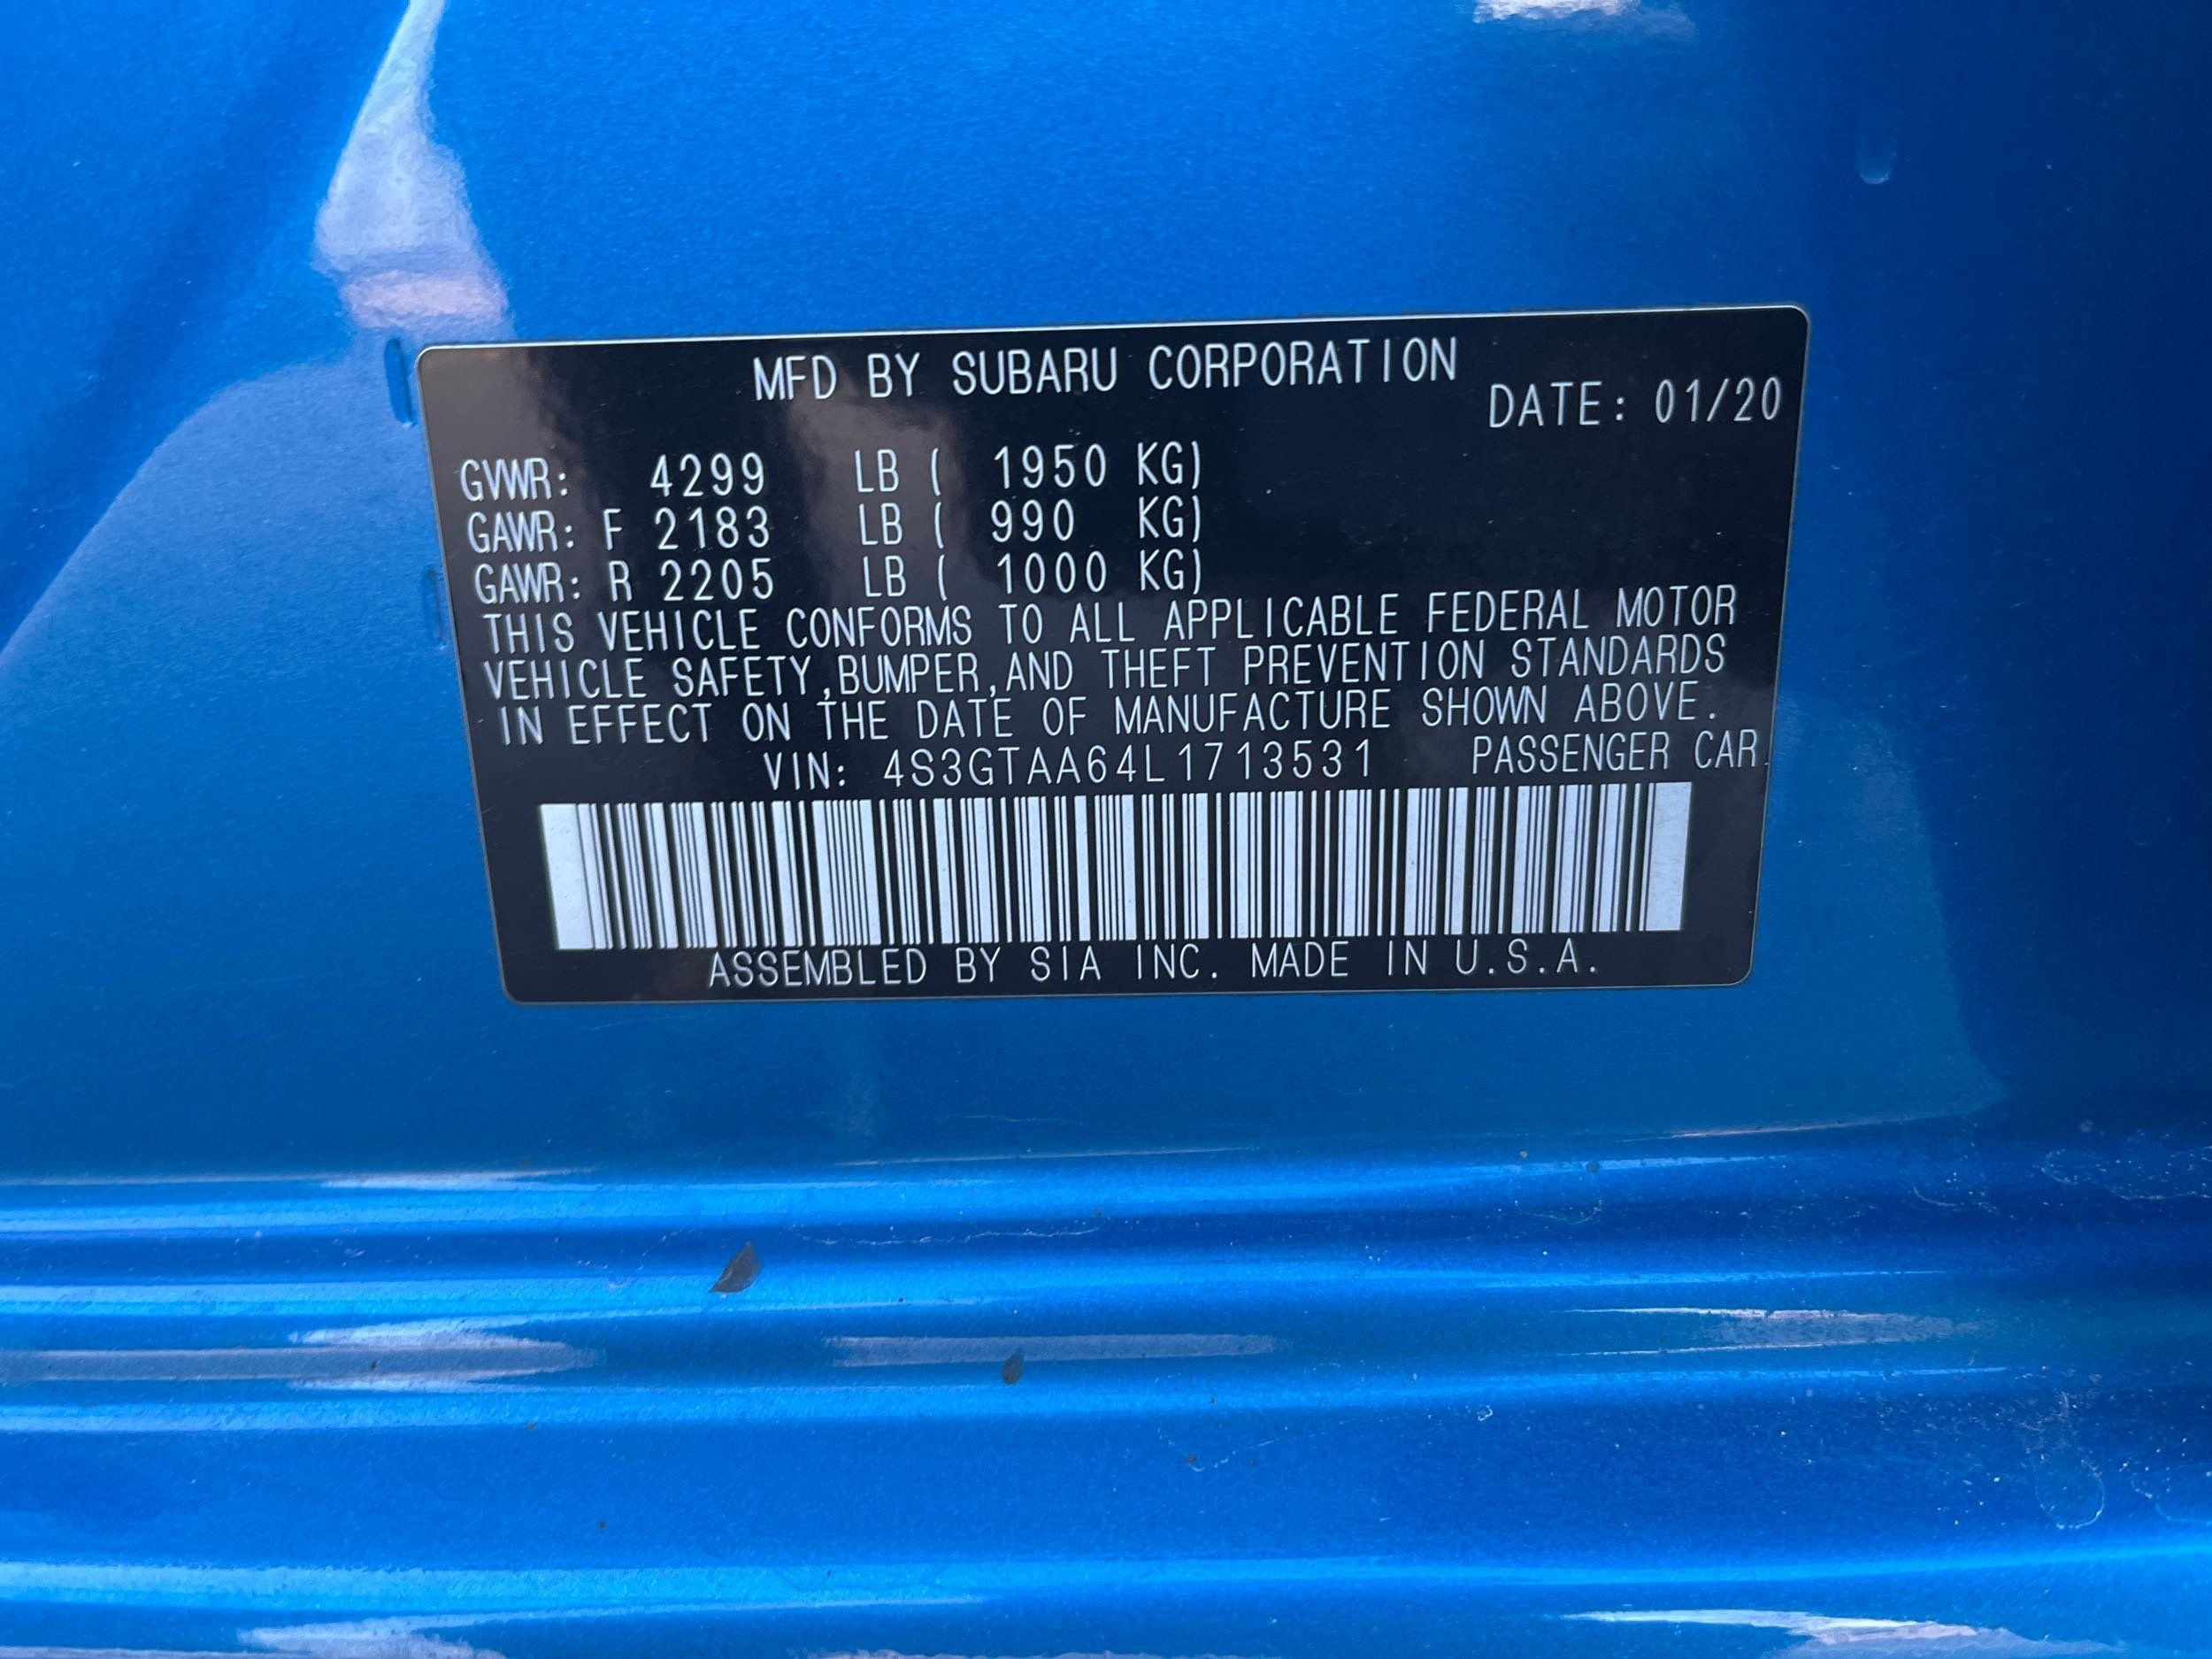 MFD BY SUBARU CORPORATION
DATE: 01/20
GVWR: 4299 LB ( 1950 KG)
GAWR: F 2183 LB ( 990 KG)
GAWR: R 2205 LB ( 1000 KG)
THIS VEHICLE CONFORMS TO ALL APPLICABLE FEDERAL MOTOR
VEHICLE SAFETY,BUMPER,AND THEFT PREVENTION STANDARDS
IN EFFECT ON THE DATE OF MANUFACTURE SHOWN ABOVE.
VIN: 4S3GTAA64L1713531 PASSENGER CAR
ASSEMBLED BY SIA INC. MADE IN U.S.A.